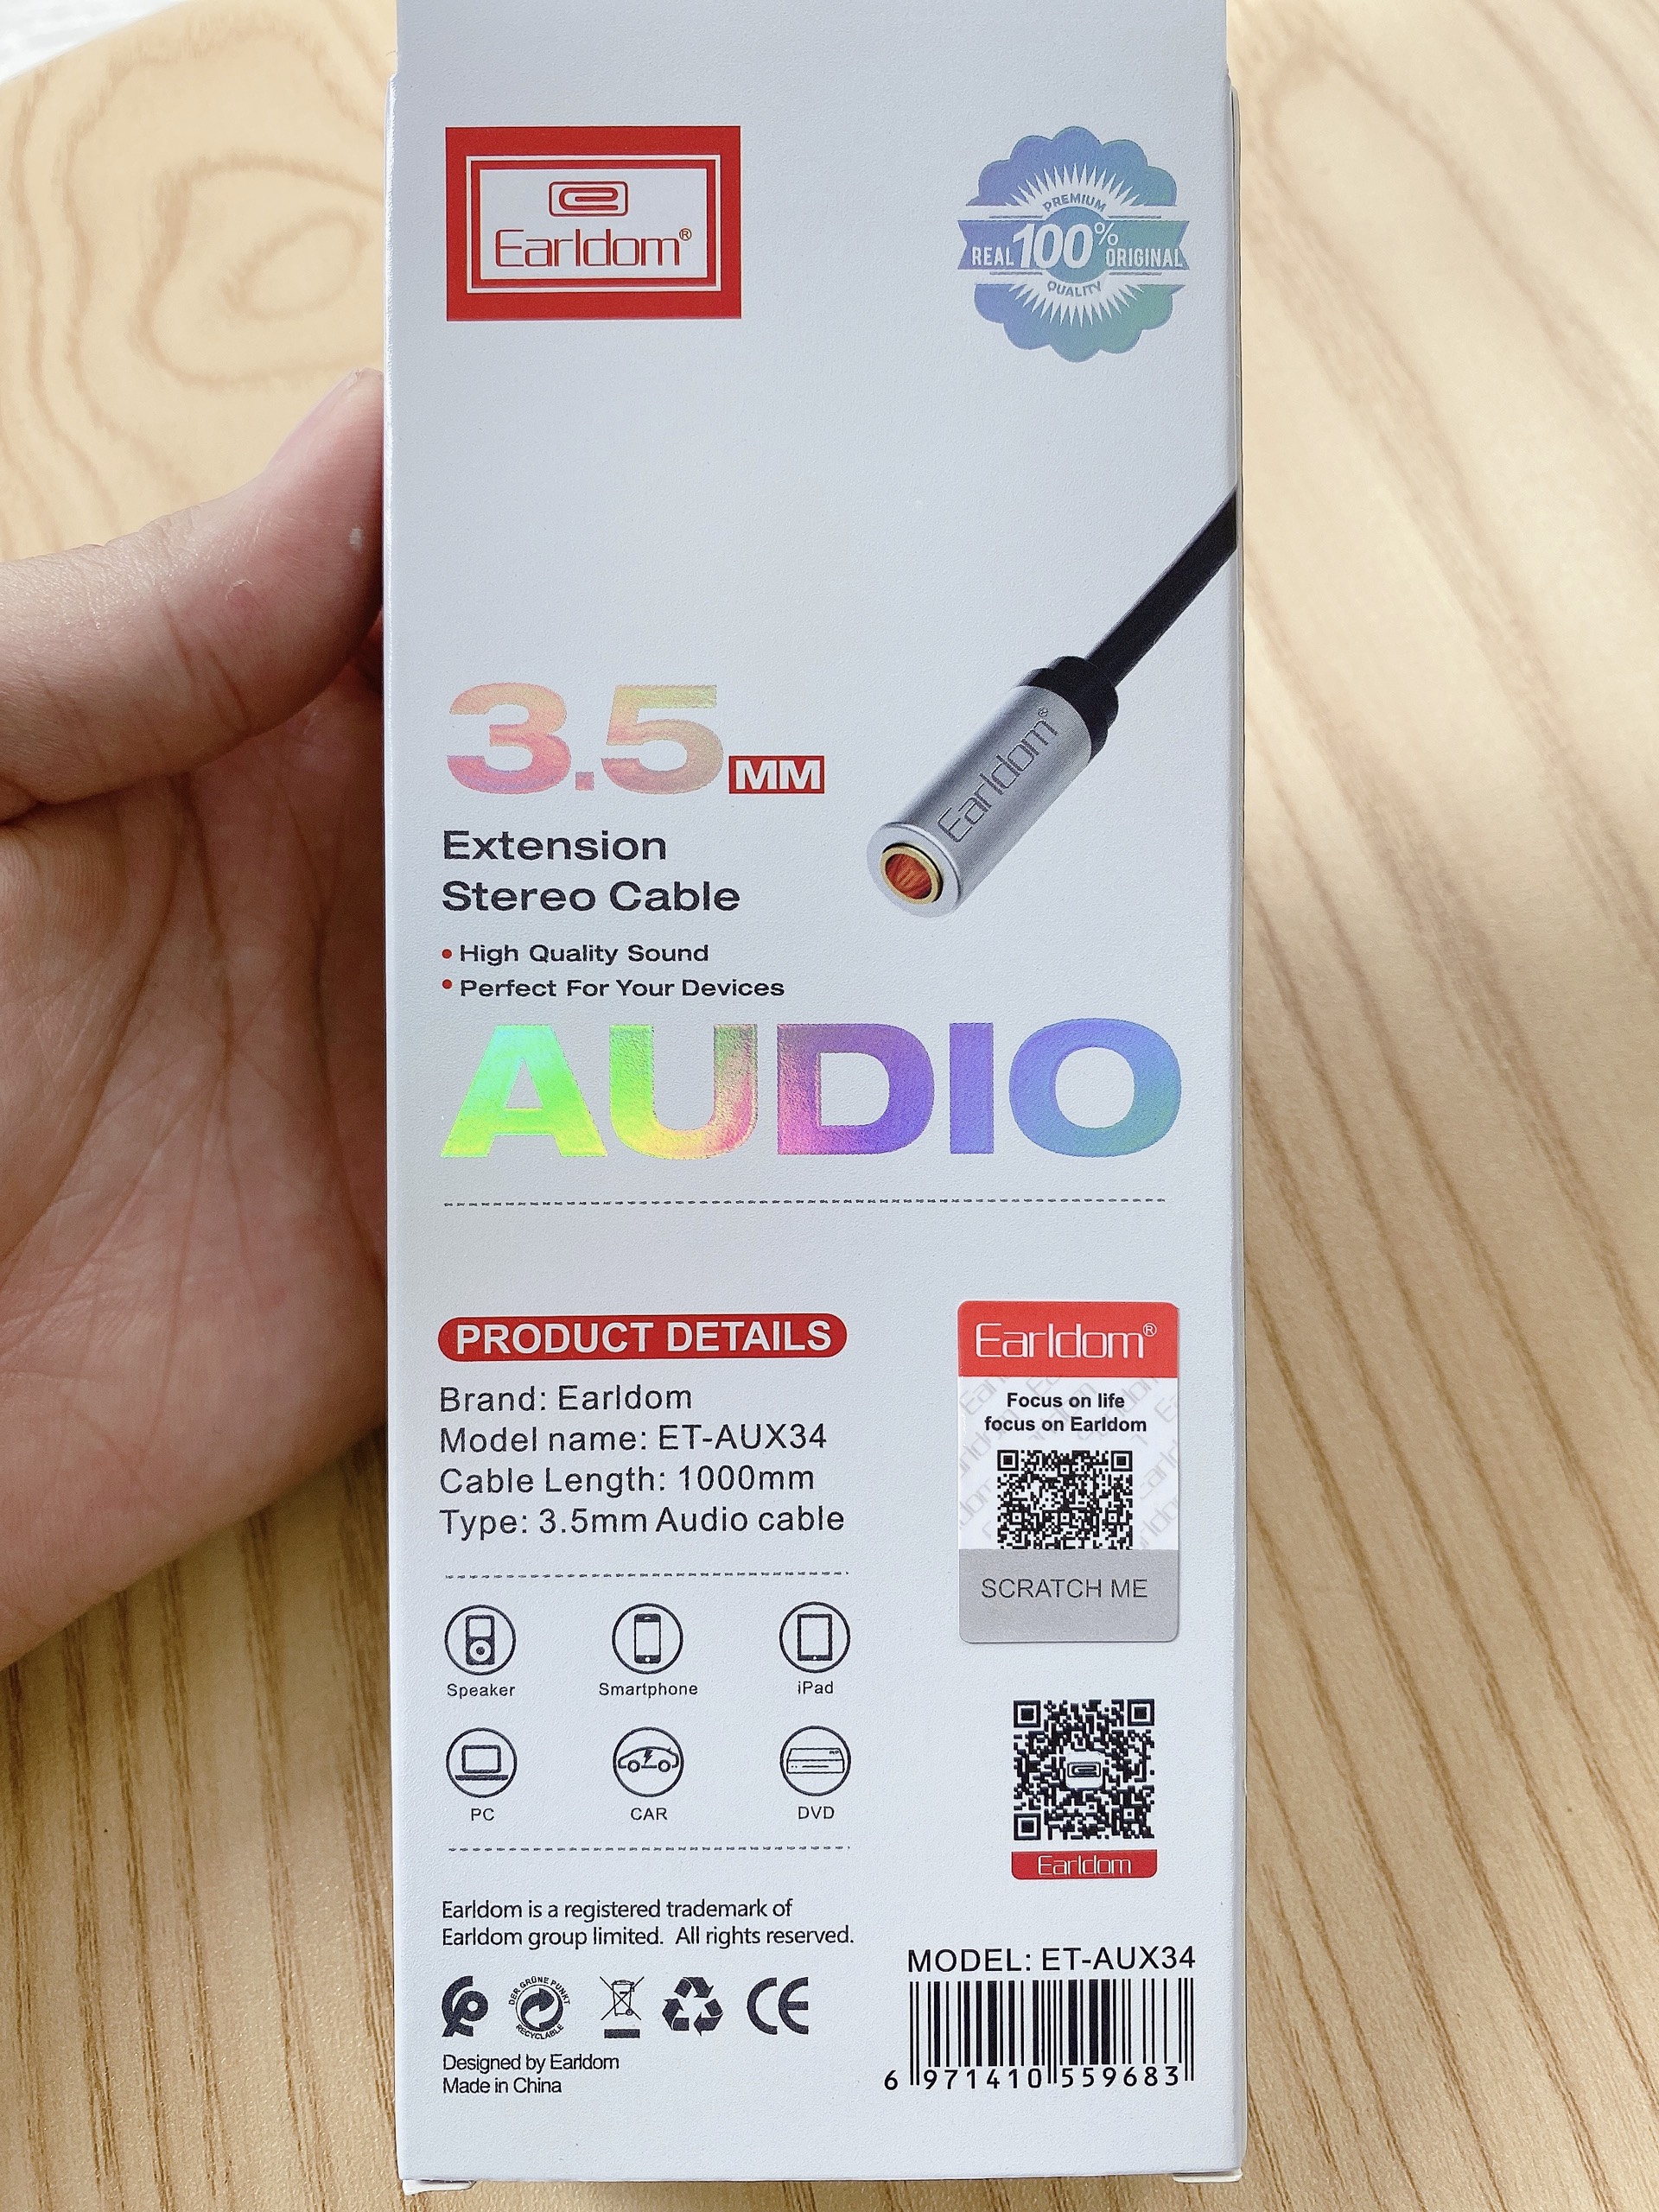 Earldom®
PREMIUM
REAL 100% ORIGINAL
QUALITY
Earldom®
3.5 MM
Extension
Stereo Cable
• High Quality Sound
• Perfect For Your Devices
AUDIO
PRODUCT DETAILS
Brand: Earldom
Model name: ET-AUX34
Cable Length: 1000mm
Type: 3.5mm Audio cable
Earldom®
Focus on life
focus on Earldom
SCRATCH ME
Speaker
Smartphone
iPad
PC
CAR
DVD
Earldom
Earldom is a registered trademark of
Earldom group limited. All rights reserved.
DER GRÜNE PUNKT
RECYCLABLE
CE
Designed by Earldom
Made in China
MODEL: ET-AUX34
6 971410 559683